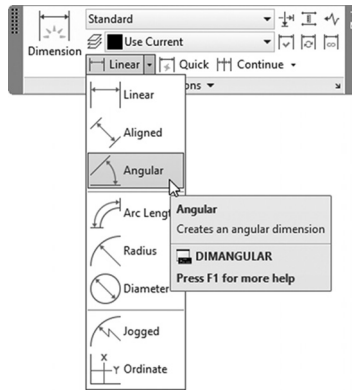 Standard
Dimension
Use Current
Linear Quick Continue
ons
Linear
Aligned
Angular
Arc Leng
Angular
Creates an angular dimension
DIMANGULAR
Press F1 for more help
Radius
Diameter
Jogged
X
Y Ordinate